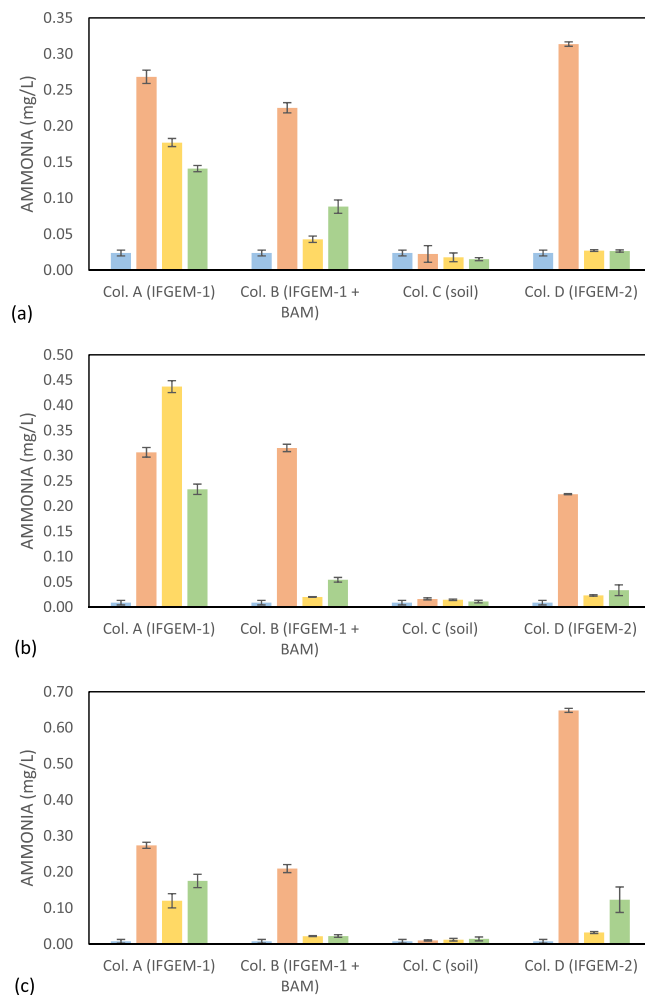 0.35
0.30
0.25
0.20
0.15
0.10
0.05
0.00
AMMONIA (mg/L)
Col. A (IFGEM-1) Col. B (IFGEM-1 + Col. C (soil) Col. D (IFGEM-2)
BAM)
(a)
0.50
0.45
0.40
0.35
0.30
0.25
0.20
0.15
0.10
0.05
0.00
AMMONIA (mg/L)
Col. A (IFGEM-1) Col. B (IFGEM-1 + Col. C (soil) Col. D (IFGEM-2)
BAM)
(b)
0.70
0.60
0.50
0.40
0.30
0.20
0.10
0.00
AMMONIA (mg/L)
Col. A (IFGEM-1) Col. B (IFGEM-1 + Col. C (soil) Col. D (IFGEM-2)
BAM)
(c)